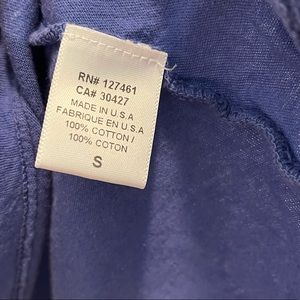 RN# 127461
CA# 30427
MADE IN U.S.A
FABRIQUE EN U.S.A
100% COTTON /
100% COTON
S